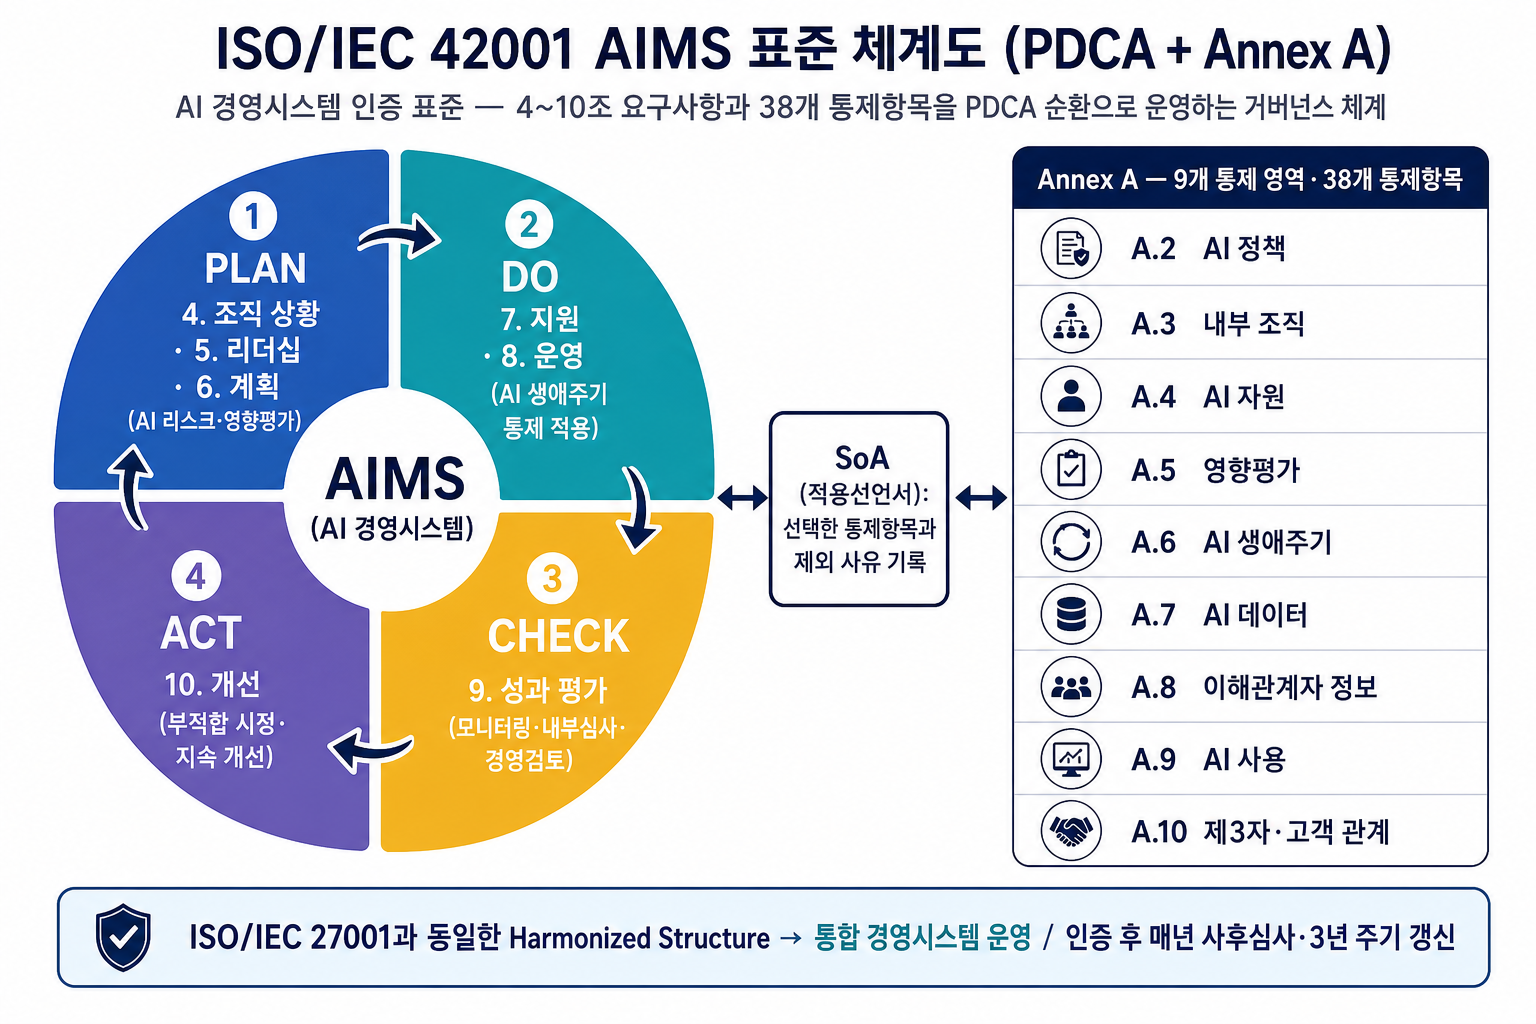 ISO/IEC 42001 AIMS 표준 체계도 (PDCA + Annex A)
AI 경영시스템 인증 표준 — 4~10조 요구사항과 38개 통제항목을 PDCA 순환으로 운영하는 거버넌스 체계
1
PLAN
4. 조직 상황
· 5. 리더십
· 6. 계획
(AI 리스크·영향평가)
2
DO
7. 지원
· 8. 운영
(AI 생애주기
통제 적용)
AIMS
(AI 경영시스템)
3
CHECK
9. 성과 평가
(모니터링·내부심사·
경영검토)
4
ACT
10. 개선
(부적합 시정·
지속 개선)
SoA
(적용선언서):
선택한 통제항목과
제외 사유 기록
Annex A — 9개 통제 영역 · 38개 통제항목
A.2 AI 정책
A.3 내부 조직
A.4 AI 자원
A.5 영향평가
A.6 AI 생애주기
A.7 AI 데이터
A.8 이해관계자 정보
A.9 AI 사용
A.10 제3자·고객 관계
ISO/IEC 27001과 동일한 Harmonized Structure → 통합 경영시스템 운영 / 인증 후 매년 사후심사·3년 주기 갱신